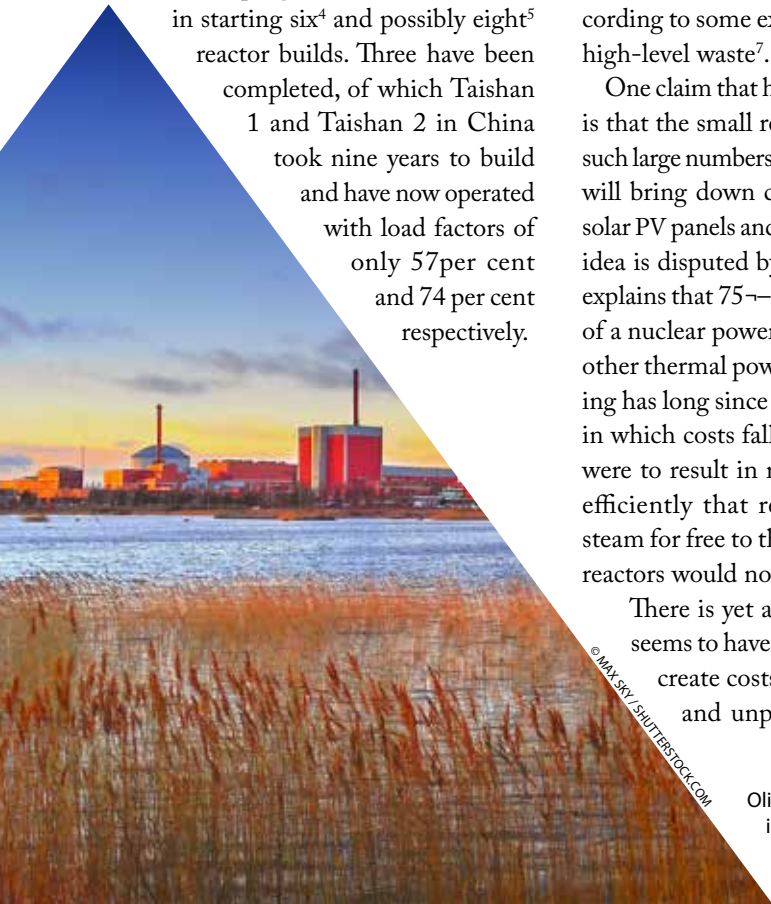 in starting six⁴ and possibly eight⁵
reactor builds. Three have been
completed, of which Taishan
1 and Taishan 2 in China
took nine years to build
and have now operated
with load factors of
only 57per cent
and 74 per cent
respectively.
cording to some ex
high-level waste⁷.
One claim that h
is that the small re
such large numbers
will bring down c
solar PV panels and
idea is disputed by
explains that 75¬–
of a nuclear power
other thermal pow
ing has long since
in which costs fall
were to result in r
efficiently that re
steam for free to th
reactors would no
There is yet a
seems to have
create costs
and unp
© MAX SKY / SHUTTERSTOCK.COM
Oli
i